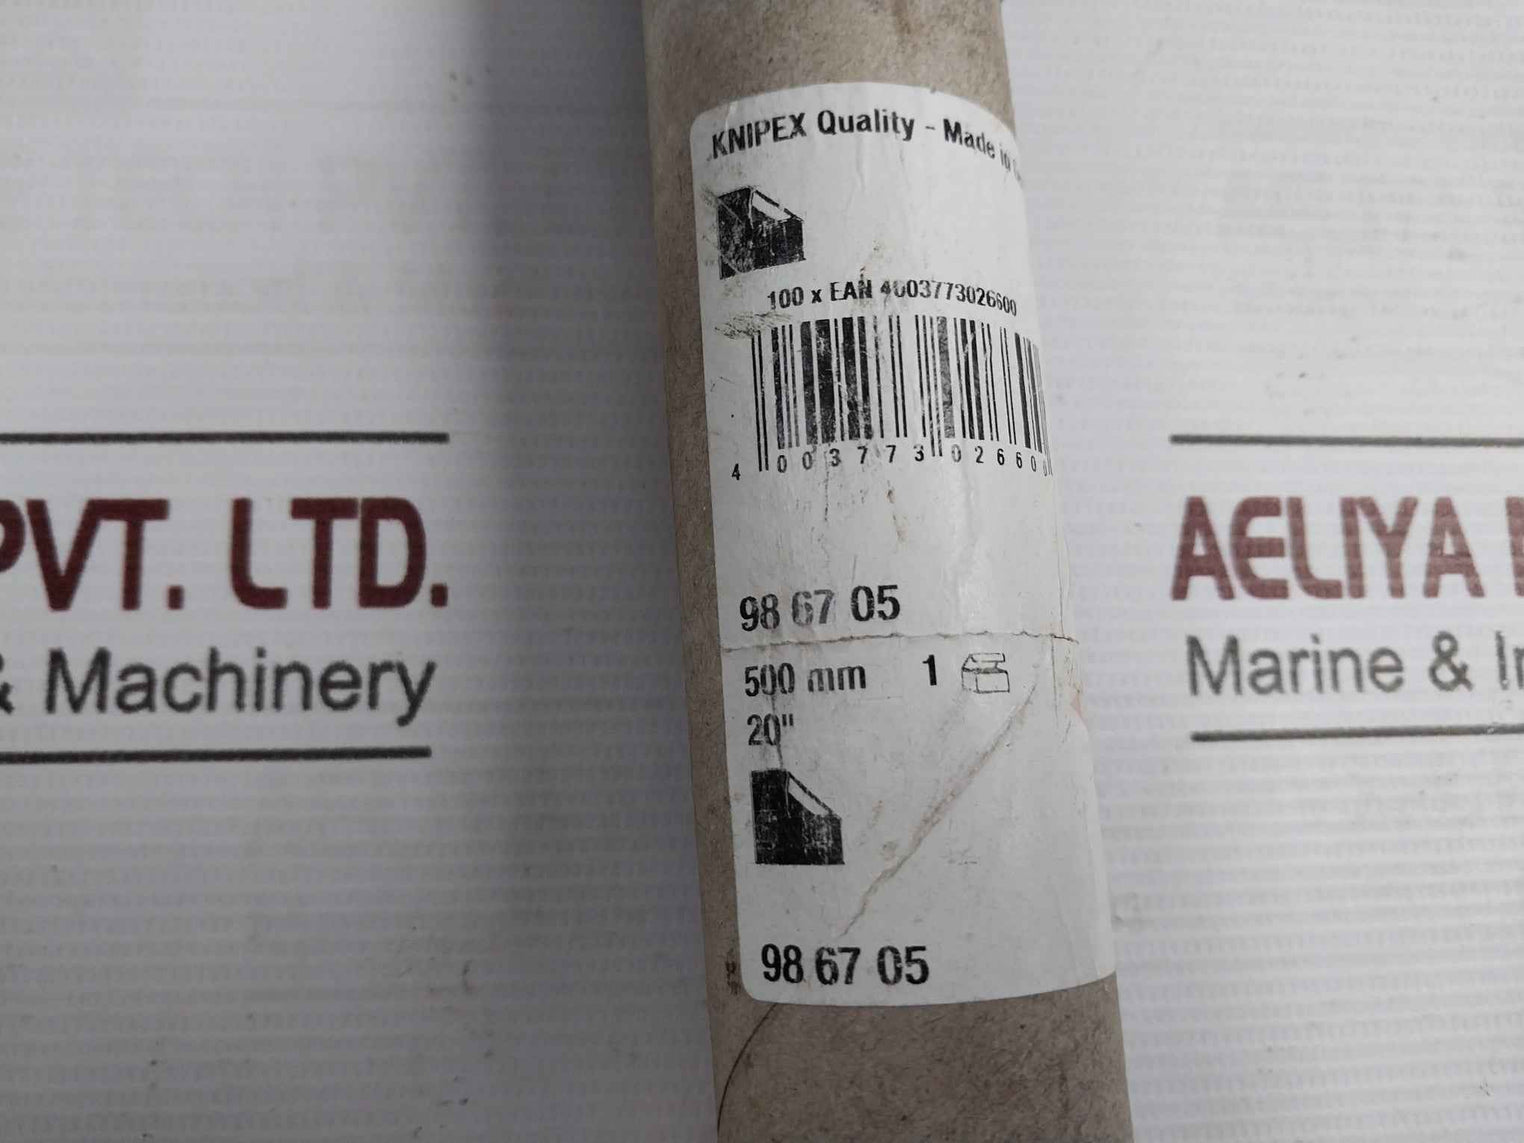 KNIPEX Quality - Made in
100 x EAN 4003773026600
4 003773 026600
98 67 05
500 mm 1
20"
98 67 05
PVT. LTD.
& Machinery
AELIYA
Marine &